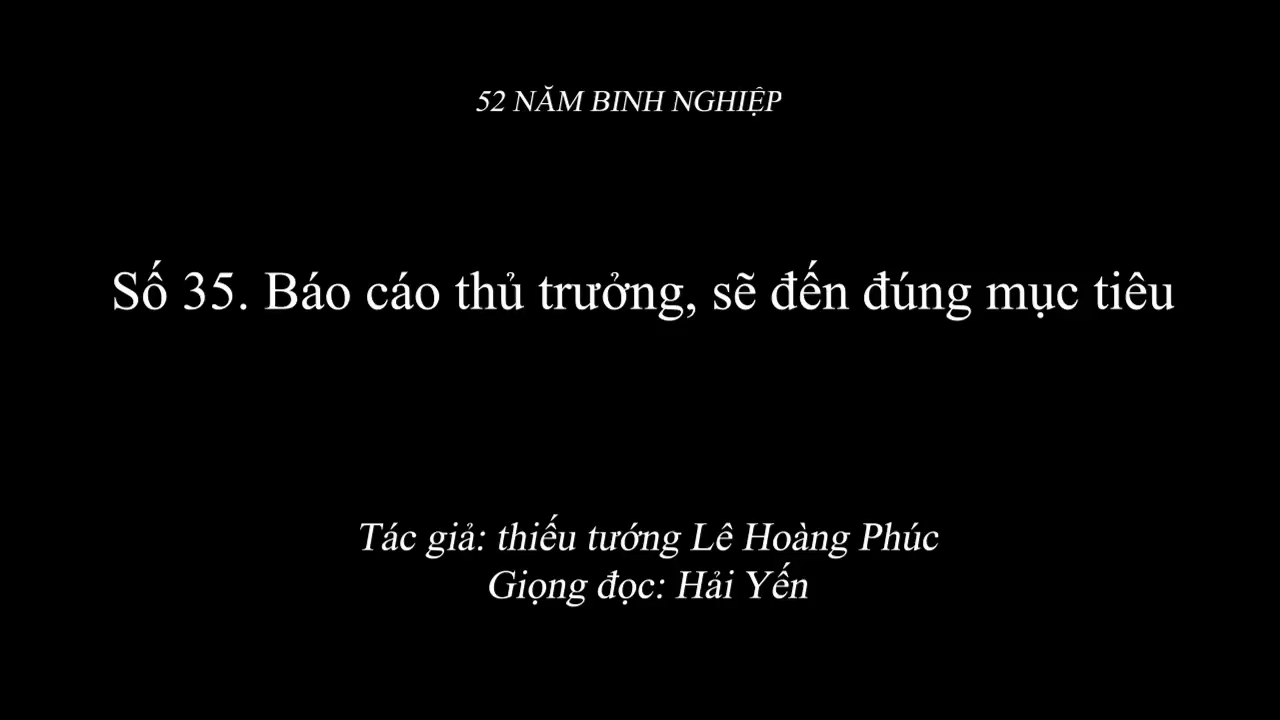 52 NĂM BINH NGHIỆP
Số 35. Báo cáo thủ trưởng, sẽ đến đúng mục tiêu
Tác giả: thiếu tướng Lê Hoàng Phúc
Giọng đọc: Hải Yến